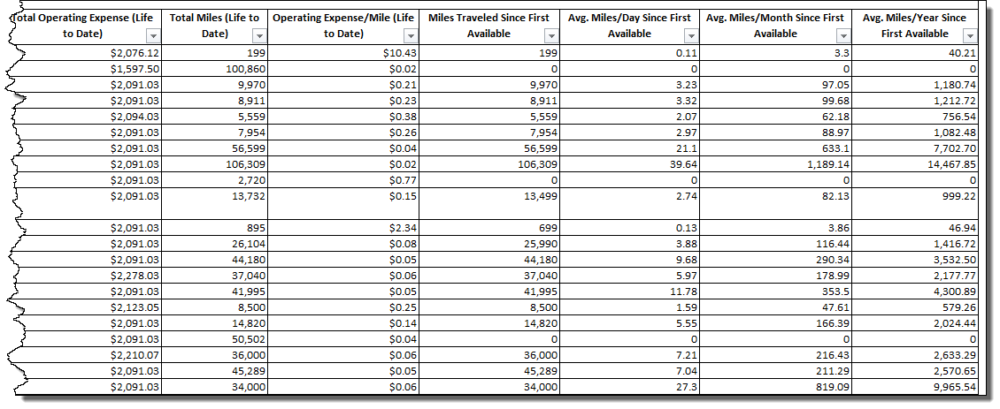 Total Operating Expense (Life to Date) Total Miles (Life to Date) Operating Expense/Mile (Life to Date) Miles Traveled Since First Available Avg. Miles/Day Since First Available Avg. Miles/Month Since First Available Avg. Miles/Year Since First Available
$2,076.12 199 $10.43 199 0.11 3.3 40.21
$1,597.50 100,860 $0.02 0 0 0 0
$2,091.03 9,970 $0.21 9,970 3.23 97.05 1,180.74
$2,091.03 8,911 $0.23 8,911 3.32 99.68 1,212.72
$2,094.03 5,559 $0.38 5,559 2.07 62.18 756.54
$2,091.03 7,954 $0.26 7,954 2.97 88.97 1,082.48
$2,091.03 56,599 $0.04 56,599 21.1 633.1 7,702.70
$2,091.03 106,309 $0.02 106,309 39.64 1,189.14 14,467.85
$2,091.03 2,720 $0.77 0 0 0 0
$2,091.03 13,732 $0.15 13,499 2.74 82.13 999.22
$2,091.03 895 $2.34 699 0.13 3.86 46.94
$2,091.03 26,104 $0.08 25,990 3.88 116.44 1,416.72
$2,091.03 44,180 $0.05 44,180 9.68 290.34 3,532.50
$2,278.03 37,040 $0.06 37,040 5.97 178.99 2,177.77
$2,091.03 41,995 $0.05 41,995 11.78 353.5 4,300.89
$2,123.05 8,500 $0.25 8,500 1.59 47.61 579.26
$2,091.03 14,820 $0.14 14,820 5.55 166.39 2,024.44
$2,091.03 50,502 $0.04 0 0 0 0
$2,210.07 36,000 $0.06 36,000 7.21 216.43 2,633.29
$2,091.03 45,289 $0.05 45,289 7.04 211.29 2,570.65
$2,091.03 34,000 $0.06 34,000 27.3 819.09 9,965.54